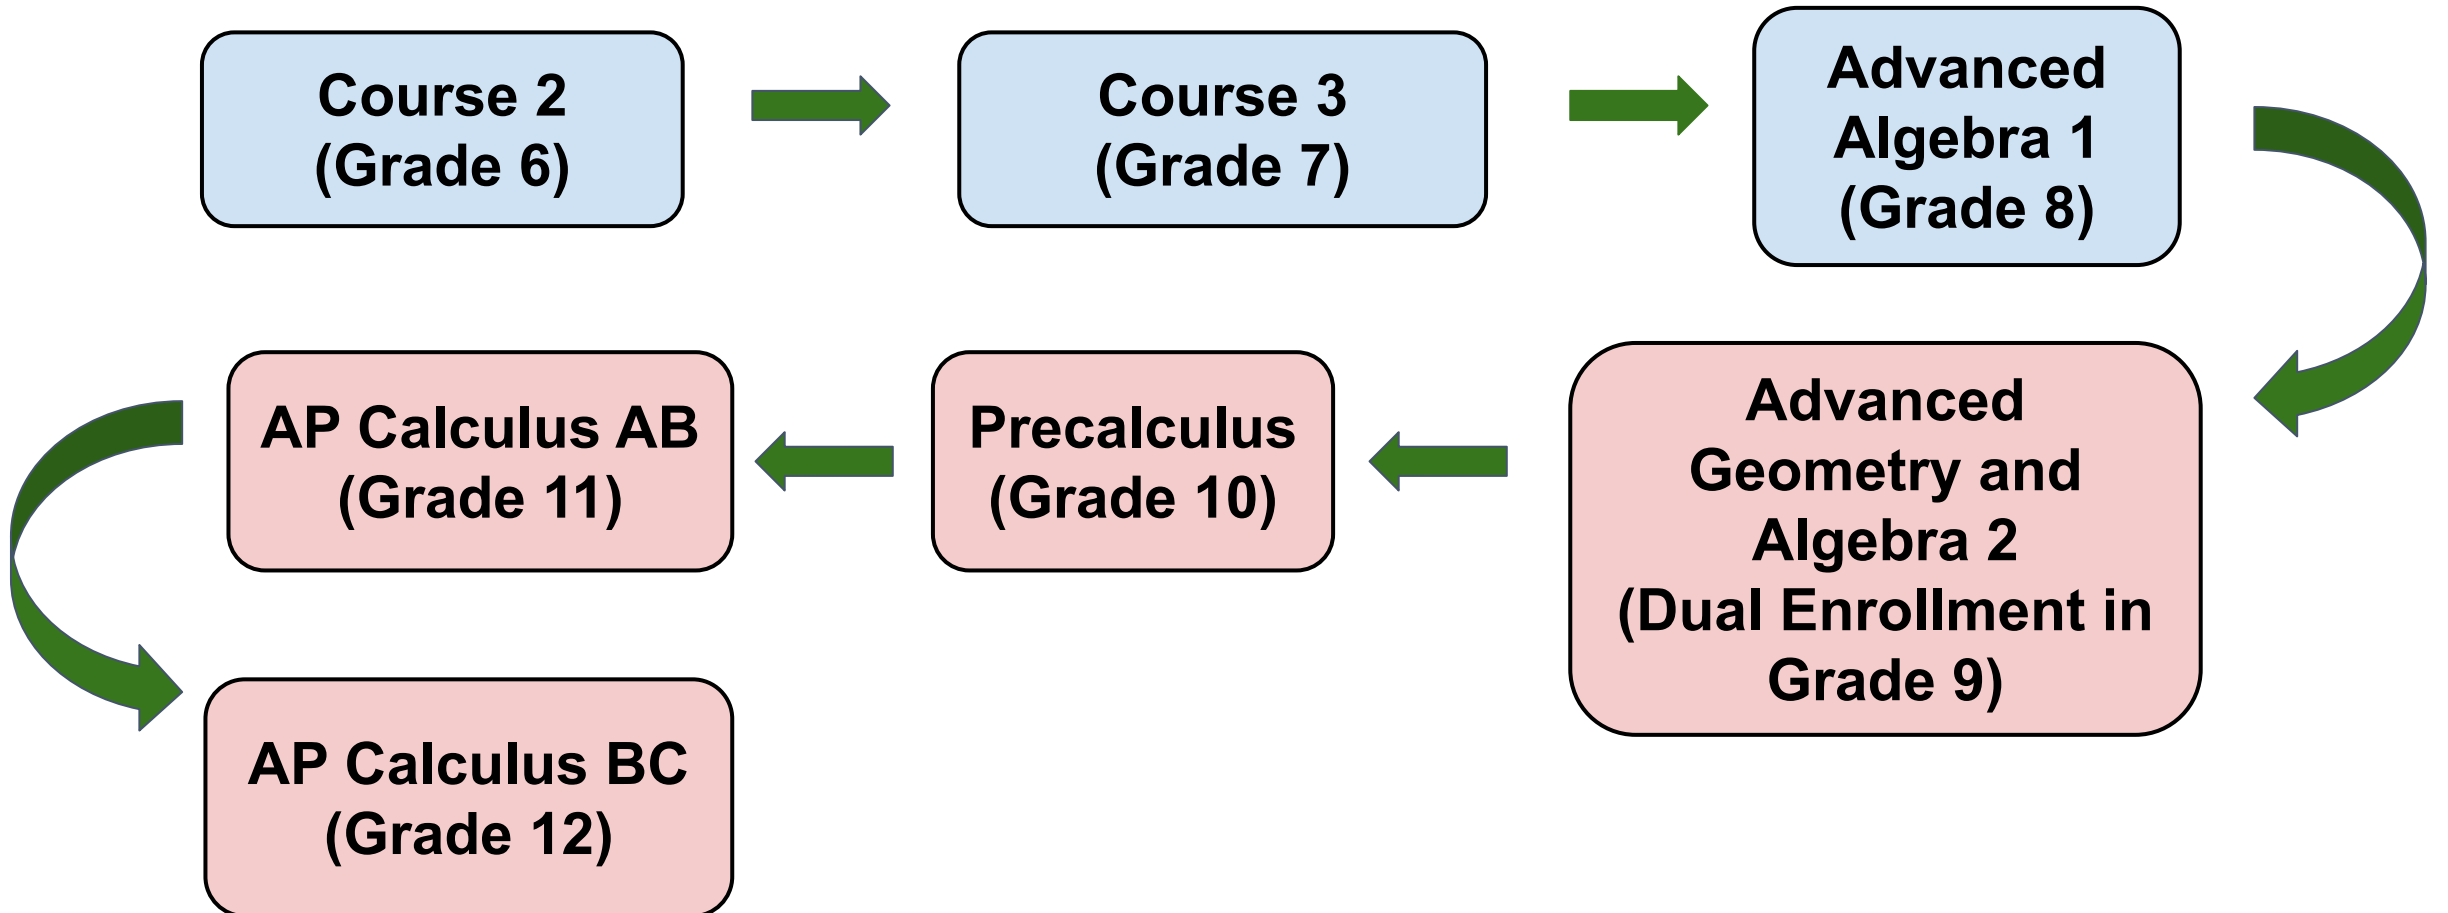 Course 2
(Grade 6)
Course 3
(Grade 7)
Advanced
Algebra 1
(Grade 8)
Advanced
Geometry and
Algebra 2
(Dual Enrollment in
Grade 9)
Precalculus
(Grade 10)
AP Calculus AB
(Grade 11)
AP Calculus BC
(Grade 12)